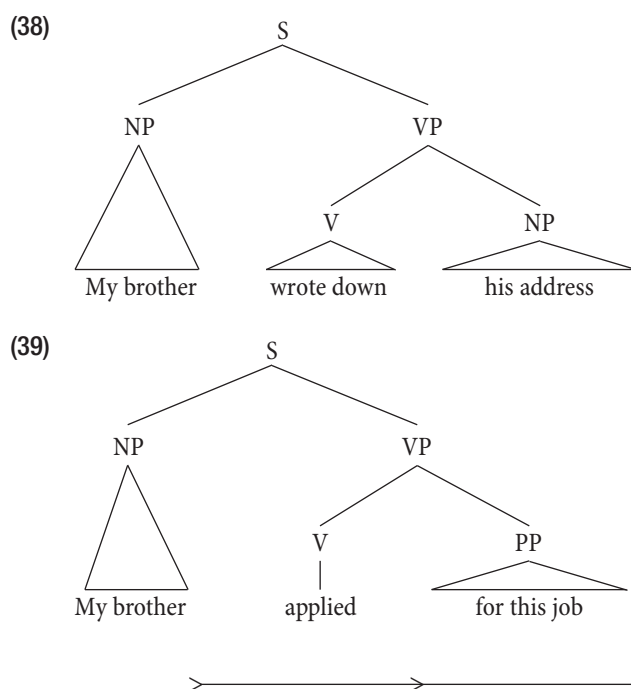 (38)
S
NP VP
V NP
My brother wrote down his address
(39)
S
NP VP
V PP
My brother applied for this job